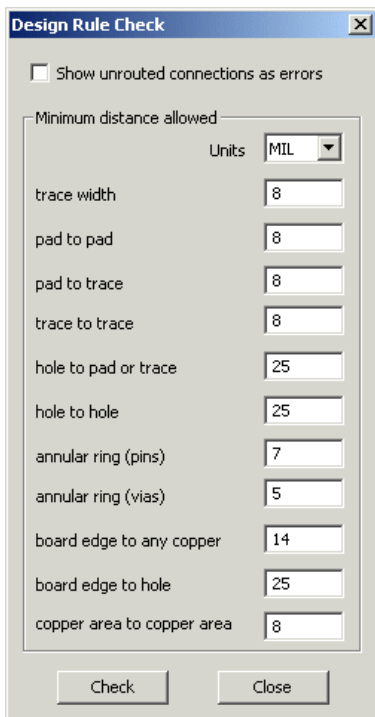 Design Rule Check
Show unrouted connections as errors
Minimum distance allowed
Units MIL
trace width 8
pad to pad 8
pad to trace 8
trace to trace 8
hole to pad or trace 25
hole to hole 25
annular ring (pins) 7
annular ring (vias) 5
board edge to any copper 14
board edge to hole 25
copper area to copper area 8
Check Close